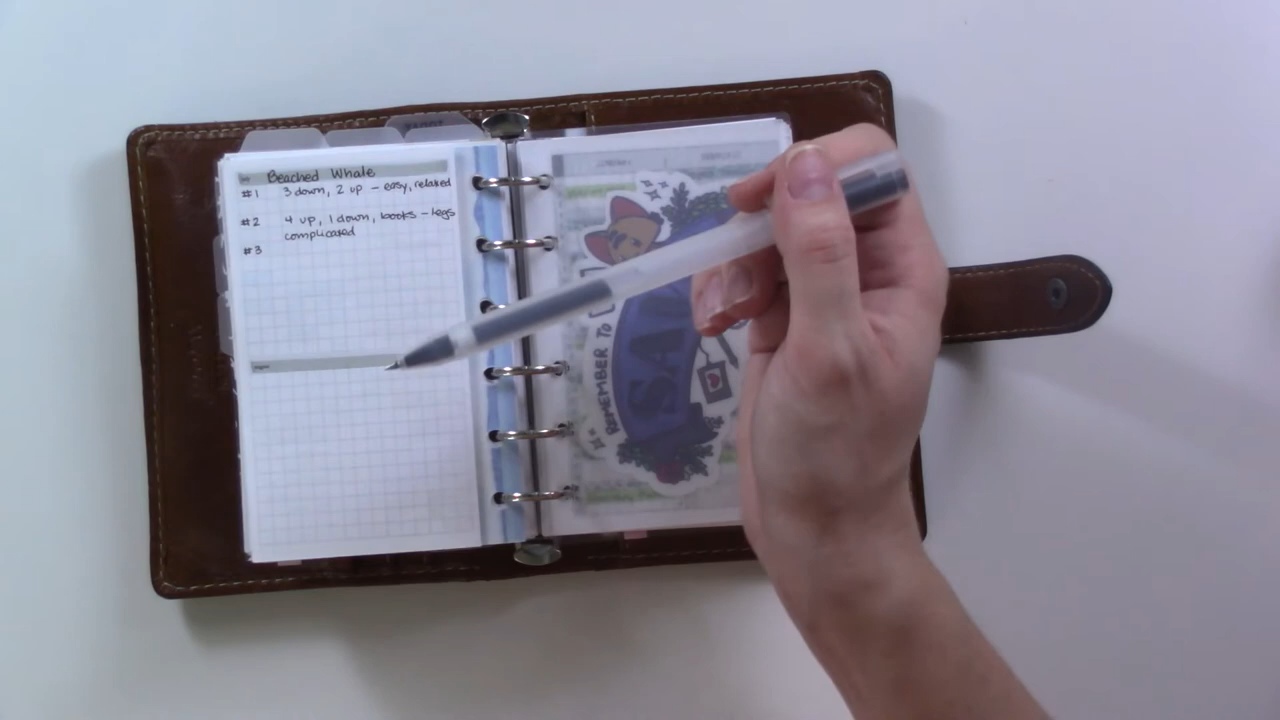 Beached Whale
#1 3 down, 2 up – easy, relaxed
#2 4 up, 1 down, books – legs
complicated
#3
REMEMBER TO